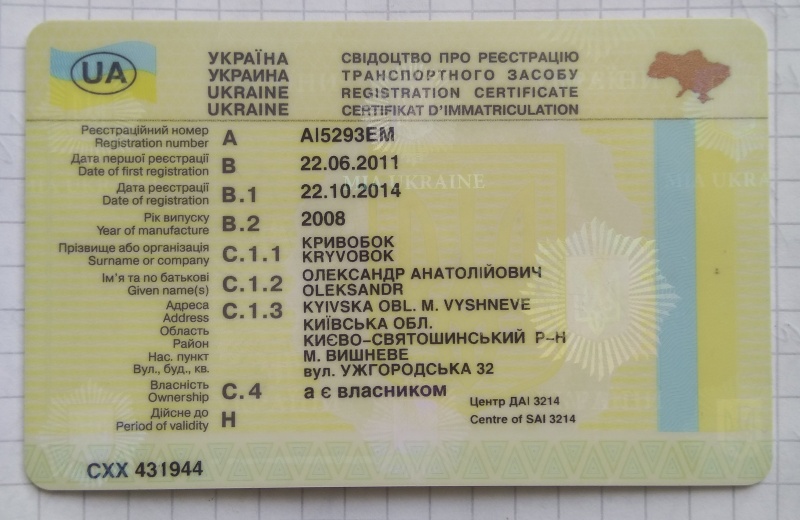 UA
УКРАЇНА
УКРАИНА
UKRAINE
UKRAINE
СВІДОЦТВО ПРО РЕЄСТРАЦІЮ
ТРАНСПОРТНОГО ЗАСОБУ
REGISTRATION CERTIFICATE
CERTIFIKAT D'IMMATRICULATION
Реєстраційний номер
Registration number A AI5293EM
Дата першої реєстрації
Date of first registration B 22.06.2011
Дата реєстрації
Date of registration B.1 22.10.2014
MIA UKRAINE MIA UKRA
Рік випуску
Year of manufacture B.2 2008
Прізвище або організація
Surname or company C.1.1 КРИВОБОК
KRYVOBOK
Ім'я та по батькові
Given name(s) C.1.2 ОЛЕКСАНДР АНАТОЛІЙОВИЧ
OLEKSANDR
Адреса
Address C.1.3 KYIVSKA OBL. M. VYSHNEVE
Область КИЇВСЬКА ОБЛ.
Район КИЄВО-СВЯТОШИНСЬКИЙ Р-Н
Нас. пункт М. ВИШНЕВЕ
Вул., буд., кв. вул. УЖГОРОДСЬКА 32
Власність
Ownership C.4 а є власником
Дійсне до
Period of validity H
Центр ДАІ 3214
Centre of SAI 3214
СХХ 431944